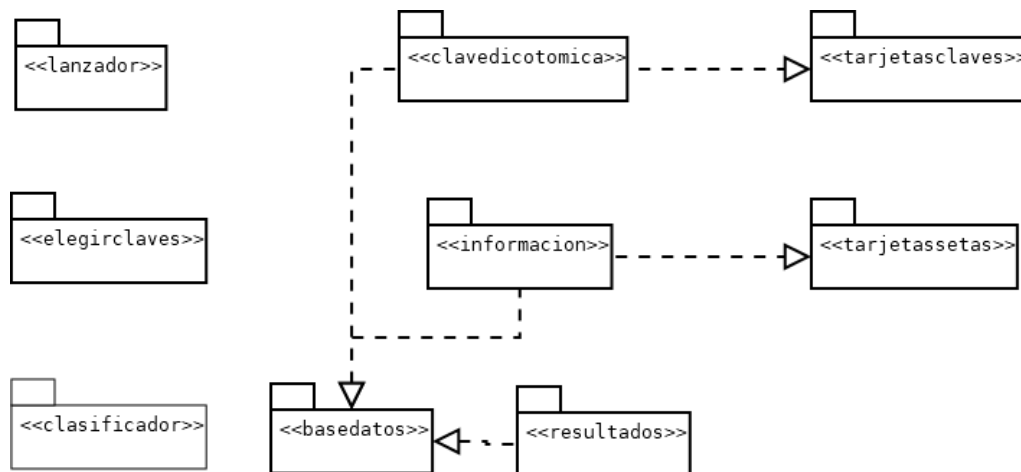 <<lanzador>>
<<clavedicotomica>>
<<tarjetasclaves>>
<<elegirclaves>>
<<informacion>>
<<tarjetassetas>>
<<clasificador>>
<<basedatos>>
<<resultados>>